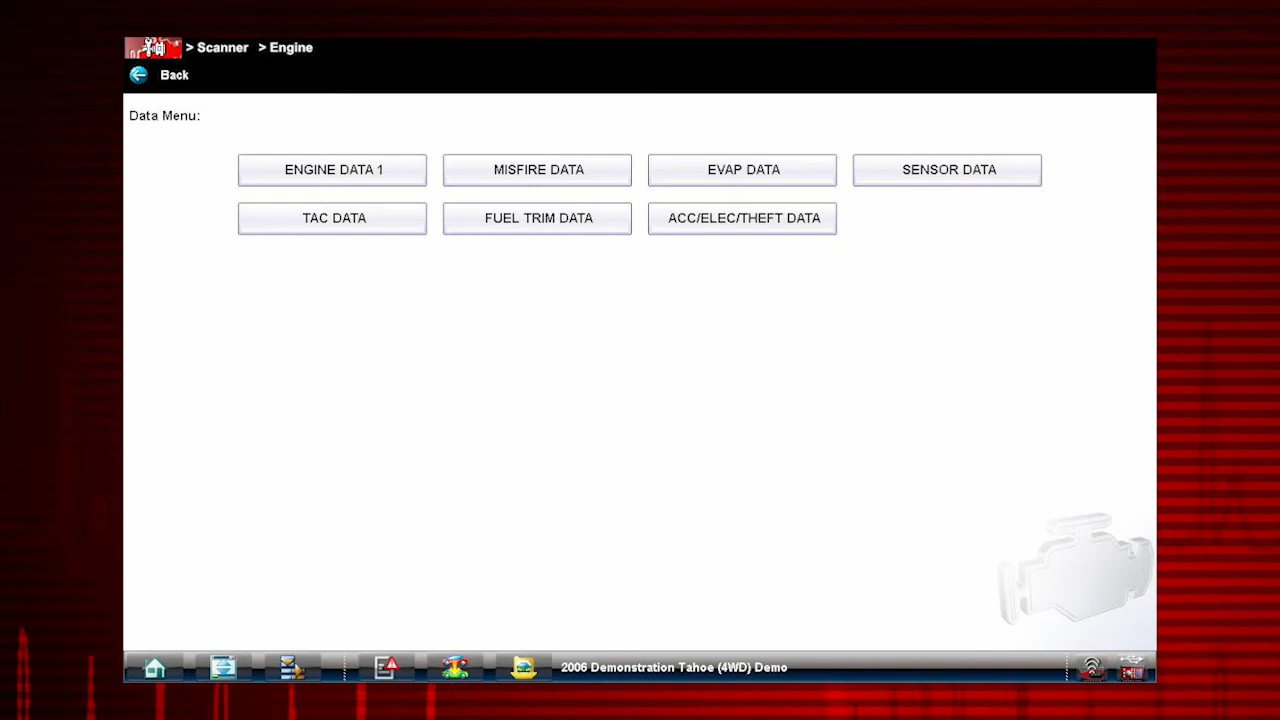 > Scanner > Engine
Back
Data Menu:
ENGINE DATA 1 MISFIRE DATA EVAP DATA SENSOR DATA
TAC DATA FUEL TRIM DATA ACC/ELEC/THEFT DATA
2006 Demonstration Tahoe (4WD) Demo